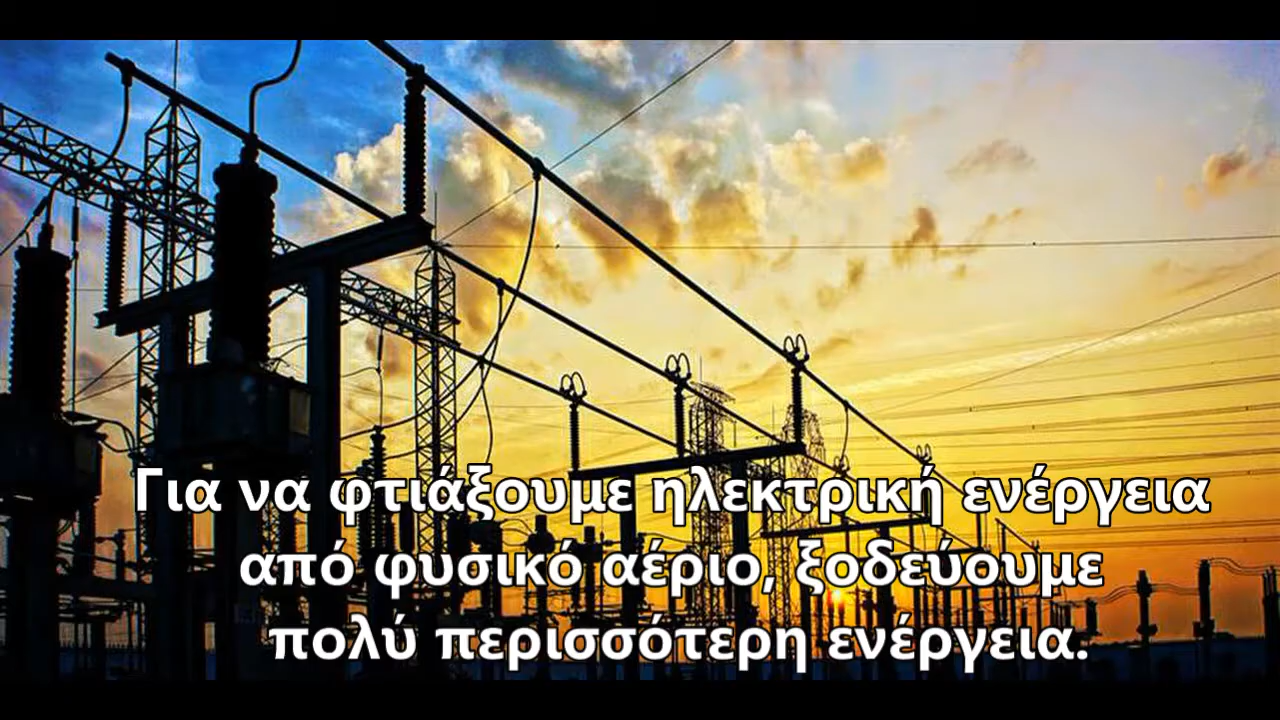 Για να φτιάξουμε ηλεκτρική ενέργεια
από φυσικό αέριο, ξοδεύουμε
πολύ περισσότερη ενέργεια.